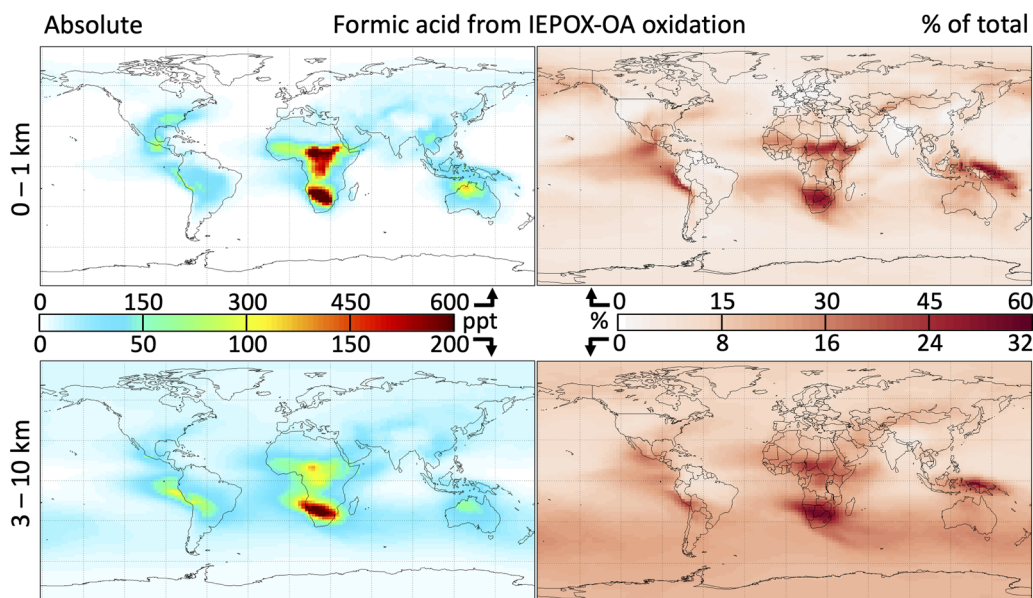 Absolute Formic acid from IEPOX-OA oxidation % of total
0 – 1 km
0 150 300 450 600 0 15 30 45 60
ppt %
0 50 100 150 200 0 8 16 24 32
3 – 10 km